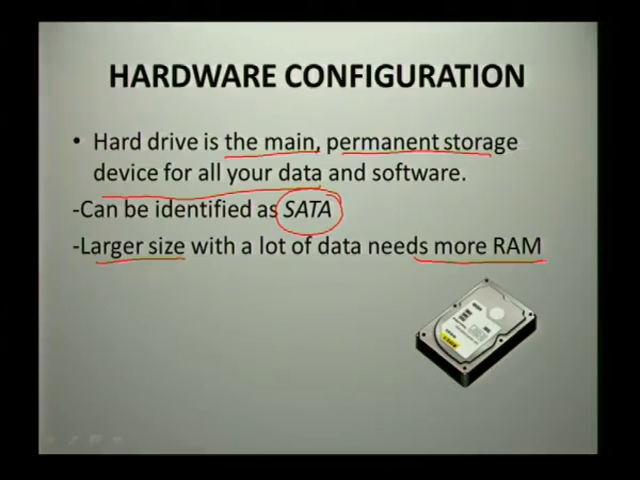 HARDWARE CONFIGURATION
• Hard drive is the main, permanent storage
device for all your data and software.
-Can be identified as SATA
-Larger size with a lot of data needs more RAM